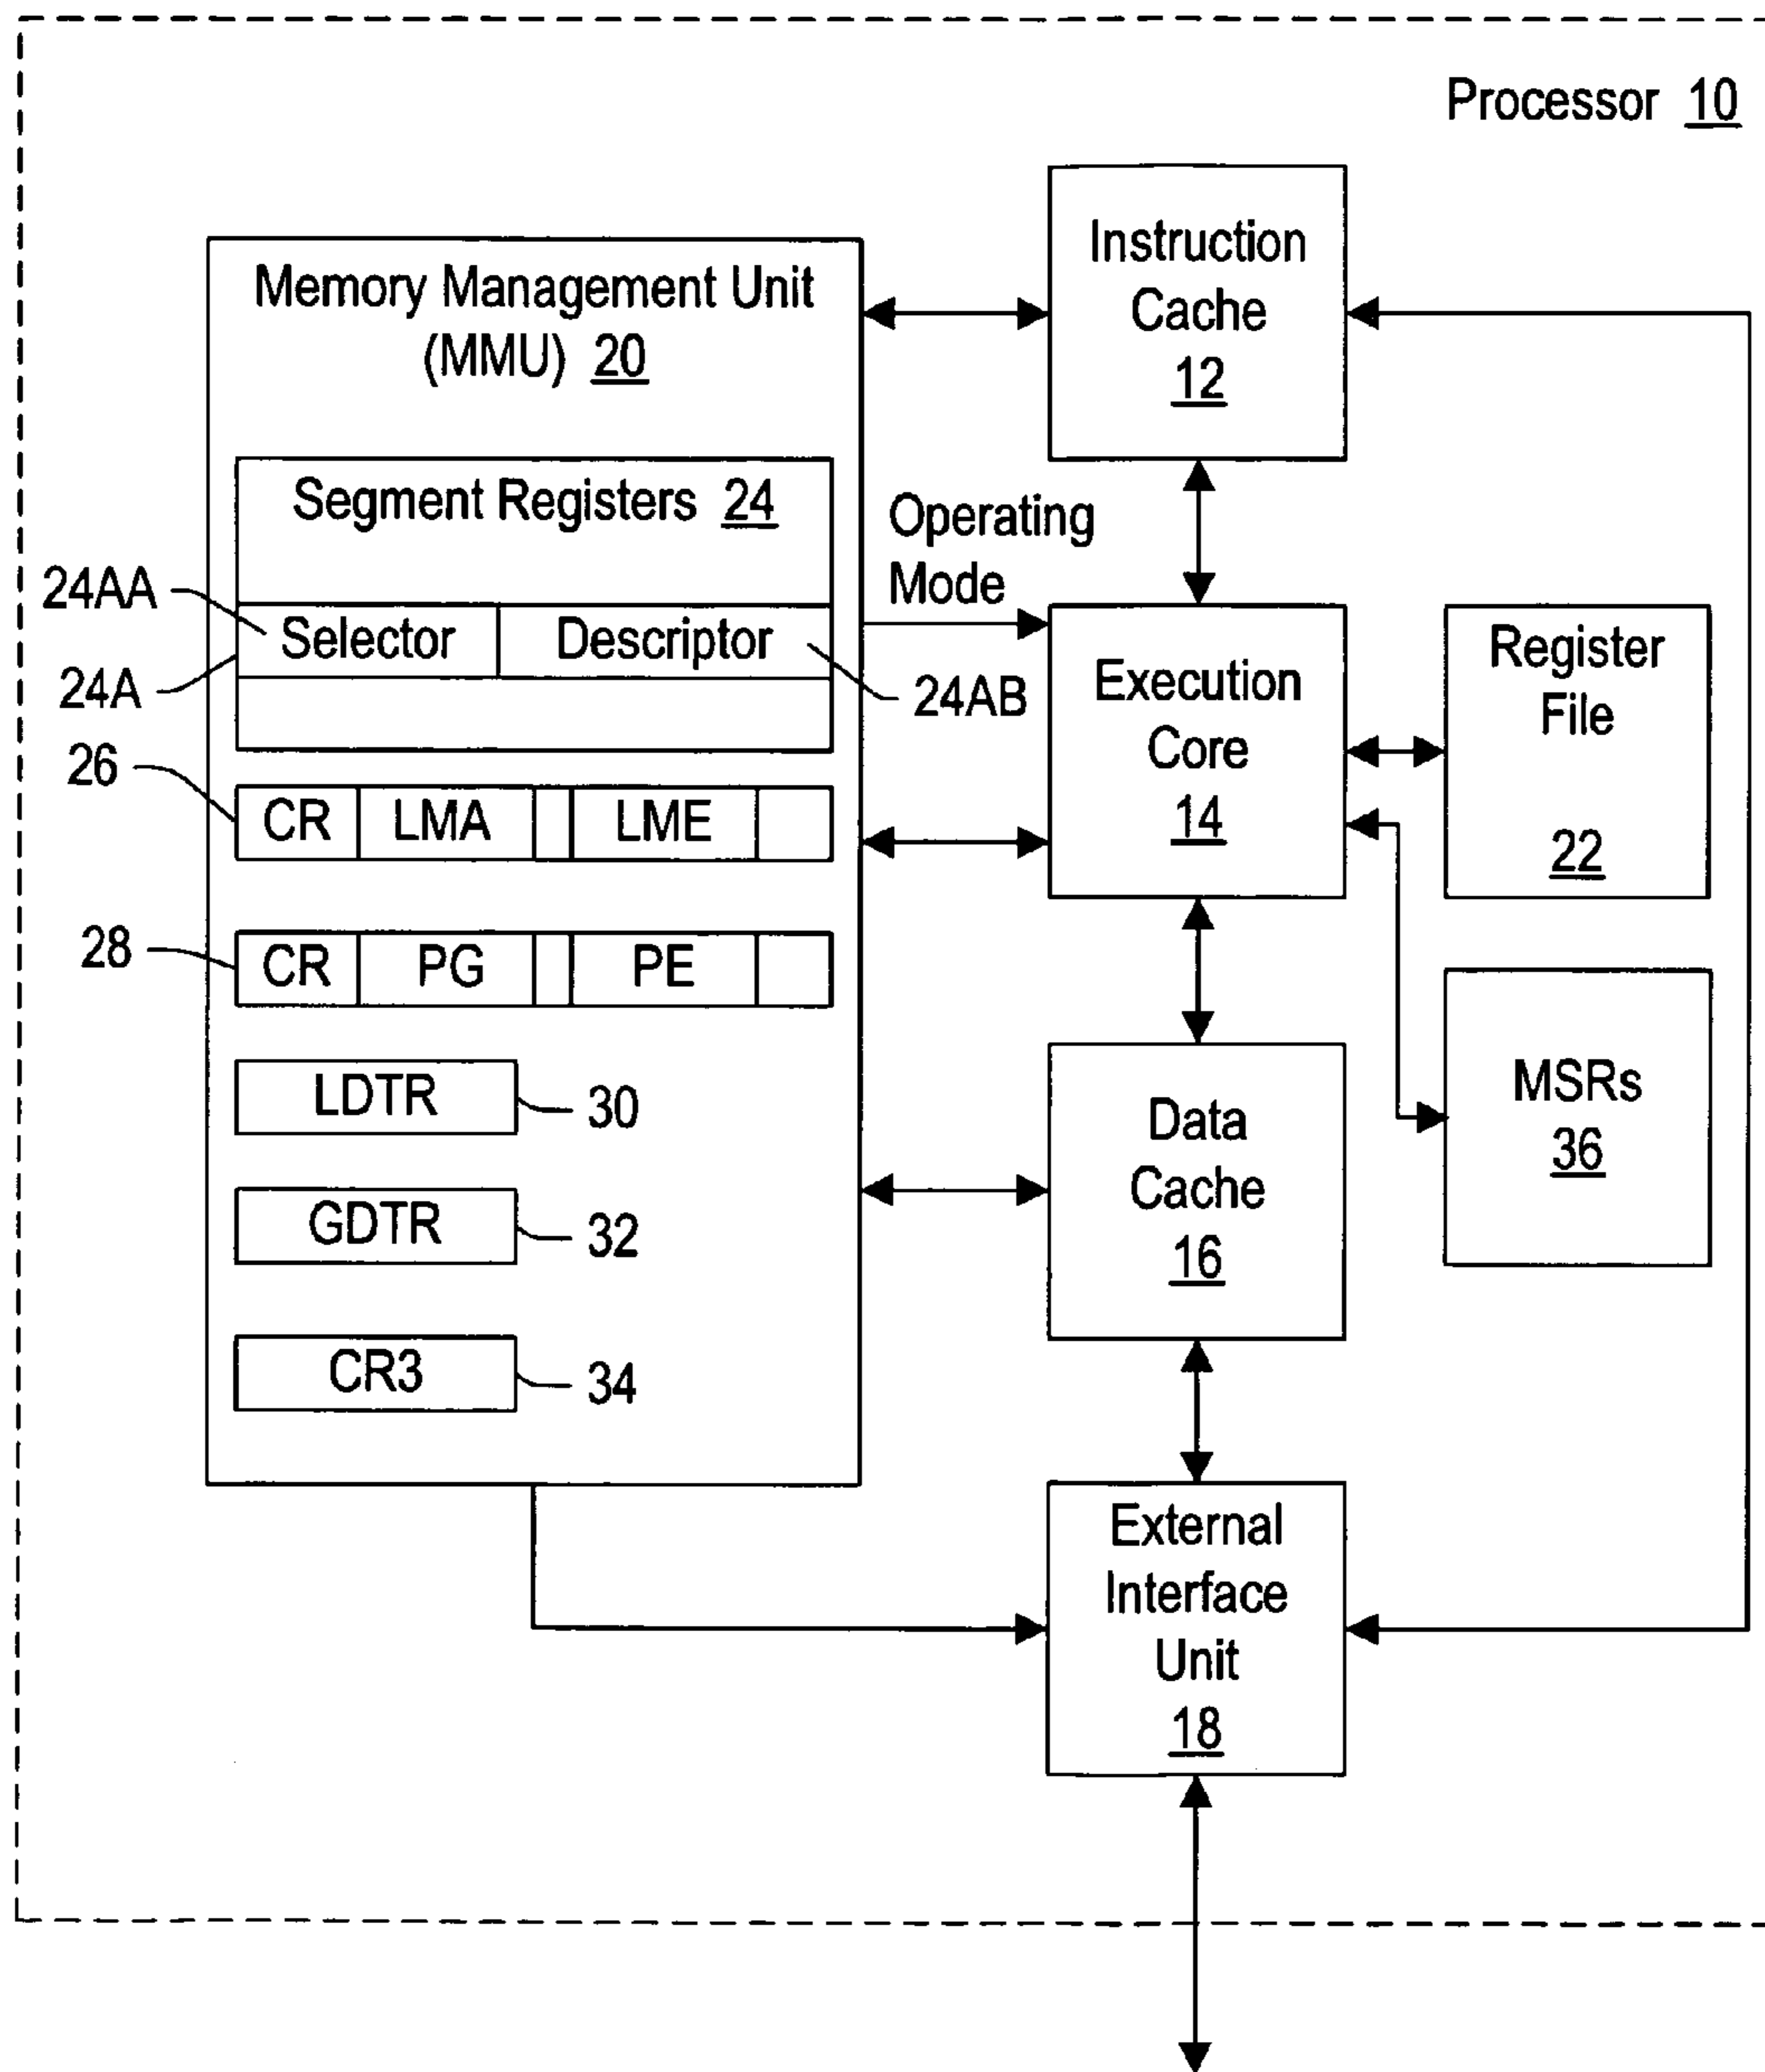 Processor 10
Instruction
Cache
12
Memory Management Unit
(MMU) 20
Segment Registers 24
Operating
Mode
24AA
Selector
Descriptor
24A
24AB
Execution
Core
14
Register
File
22
26
CR
LMA
LME
28
CR
PG
PE
MSRs
36
LDTR
30
Data
Cache
16
GDTR
32
CR3
34
External
Interface
Unit
18